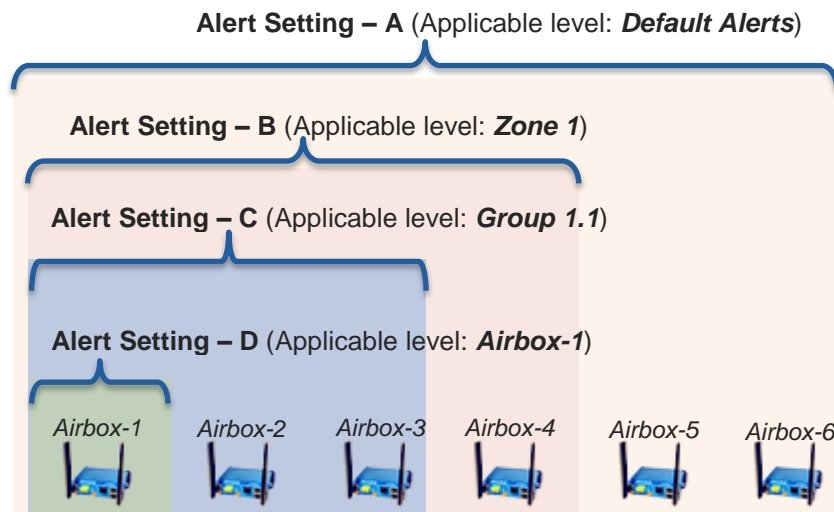 Alert Setting – A (Applicable level: Default Alerts)
Alert Setting – B (Applicable level: Zone 1)
Alert Setting – C (Applicable level: Group 1.1)
Alert Setting – D (Applicable level: Airbox-1)
Airbox-1 Airbox-2 Airbox-3 Airbox-4 Airbox-5 Airbox-6